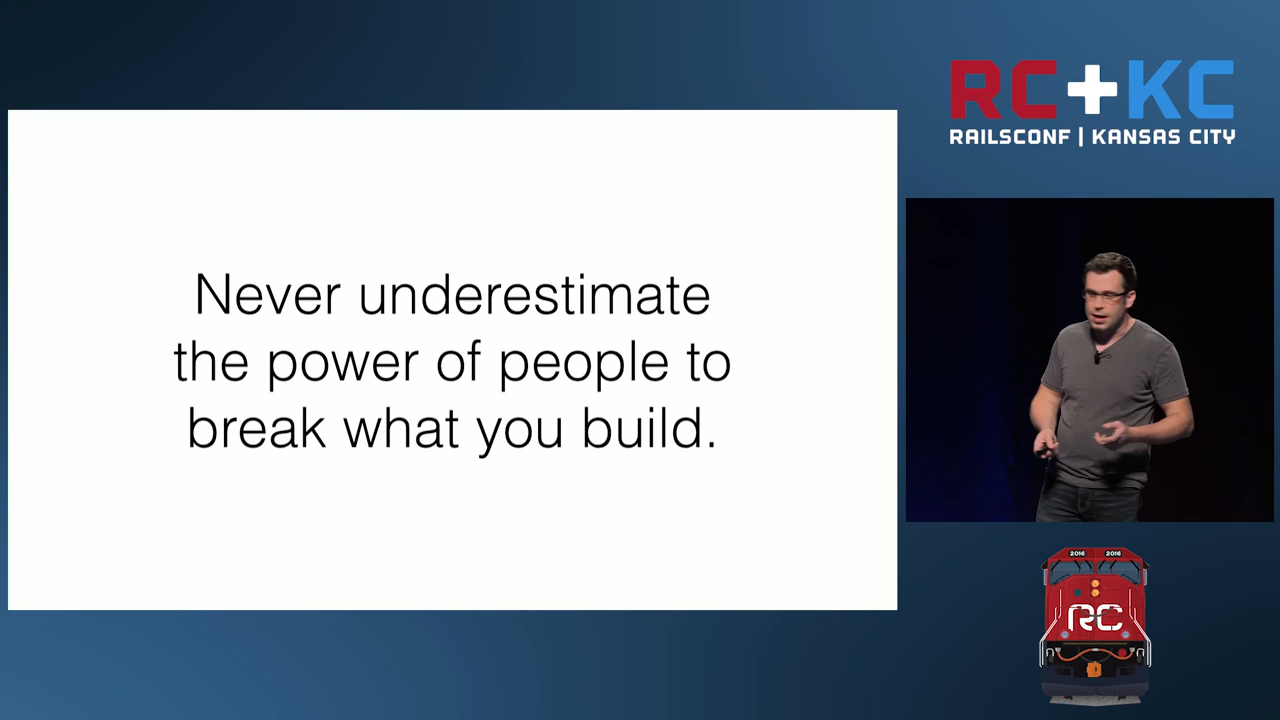 Never underestimate
the power of people to
break what you build.
RC+KC
RAILSCONF | KANSAS CITY
2016 2016
RC